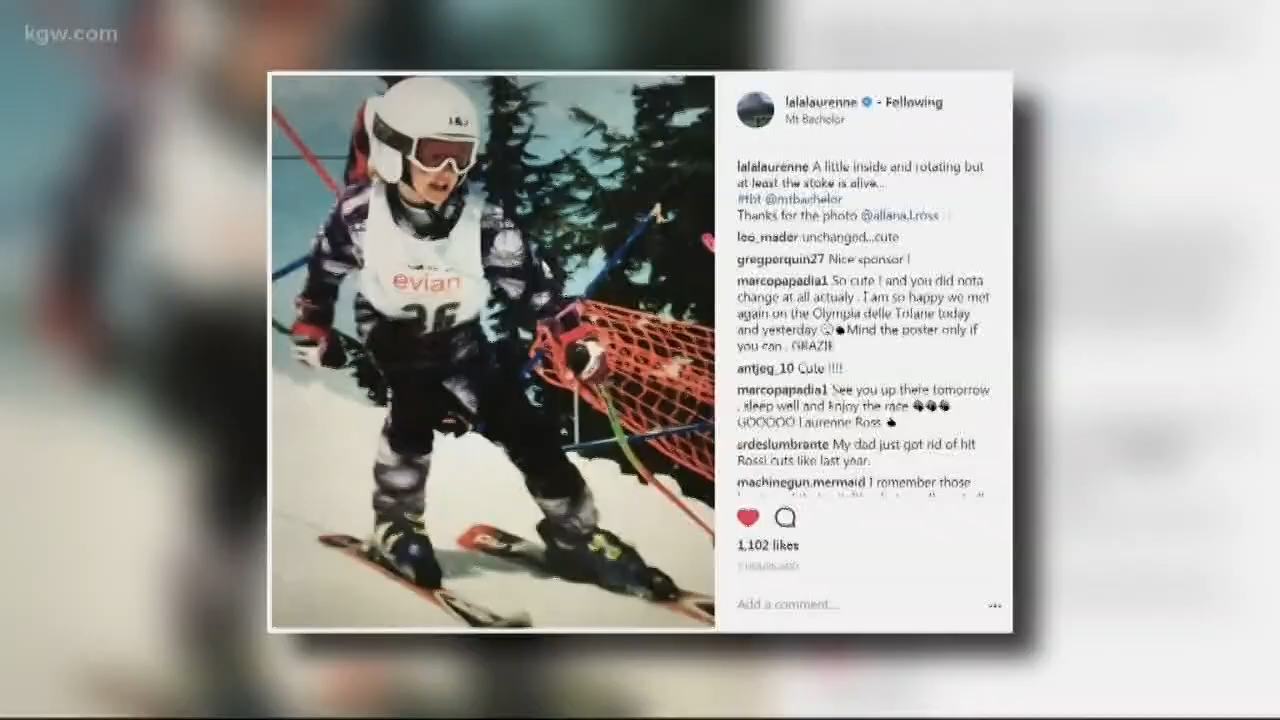 kgw.com
lalalaurenne - Following
Mt Bachelor
evian
lalalaurenne A little inside and rotating but
at least the stoke is alive...
#tbt @mtbachelor
Thanks for the photo @allana.l.ross
leo_mader unchanged...cute
gregperquin27 Nice sponsor !
marcopapadia1 So cute ! and you did nota
change at all actualy . I am so happy we met
again on the Olympia delle Tofane today
and yesterday Mind the poster only if
you can . GRAZIE
antjeg_10 Cute !!!!
marcopapadia1 See you up there tomorrow
, sleep well and Enjoy the race
GOOOOO Laurenne Ross
srdeslumbrante My dad just got rid of hit
Rossi cuts like last year.
machinegun.mermaid I remember those
1,102 likes
Add a comment...